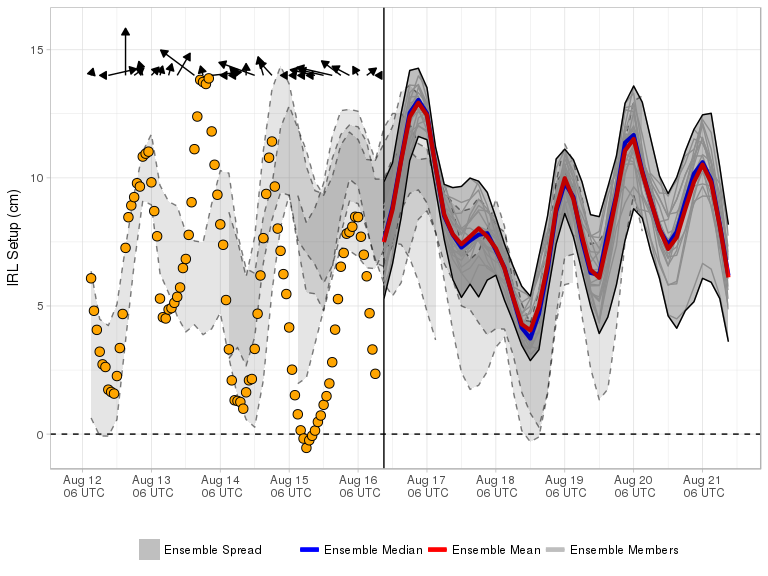 15
10
5
0
IRL Setup (cm)
Aug 12 Aug 13 Aug 14 Aug 15 Aug 16 Aug 17 Aug 18 Aug 19 Aug 20 Aug 21
06 UTC 06 UTC 06 UTC 06 UTC 06 UTC 06 UTC 06 UTC 06 UTC 06 UTC 06 UTC
Ensemble Spread Ensemble Median Ensemble Mean Ensemble Members